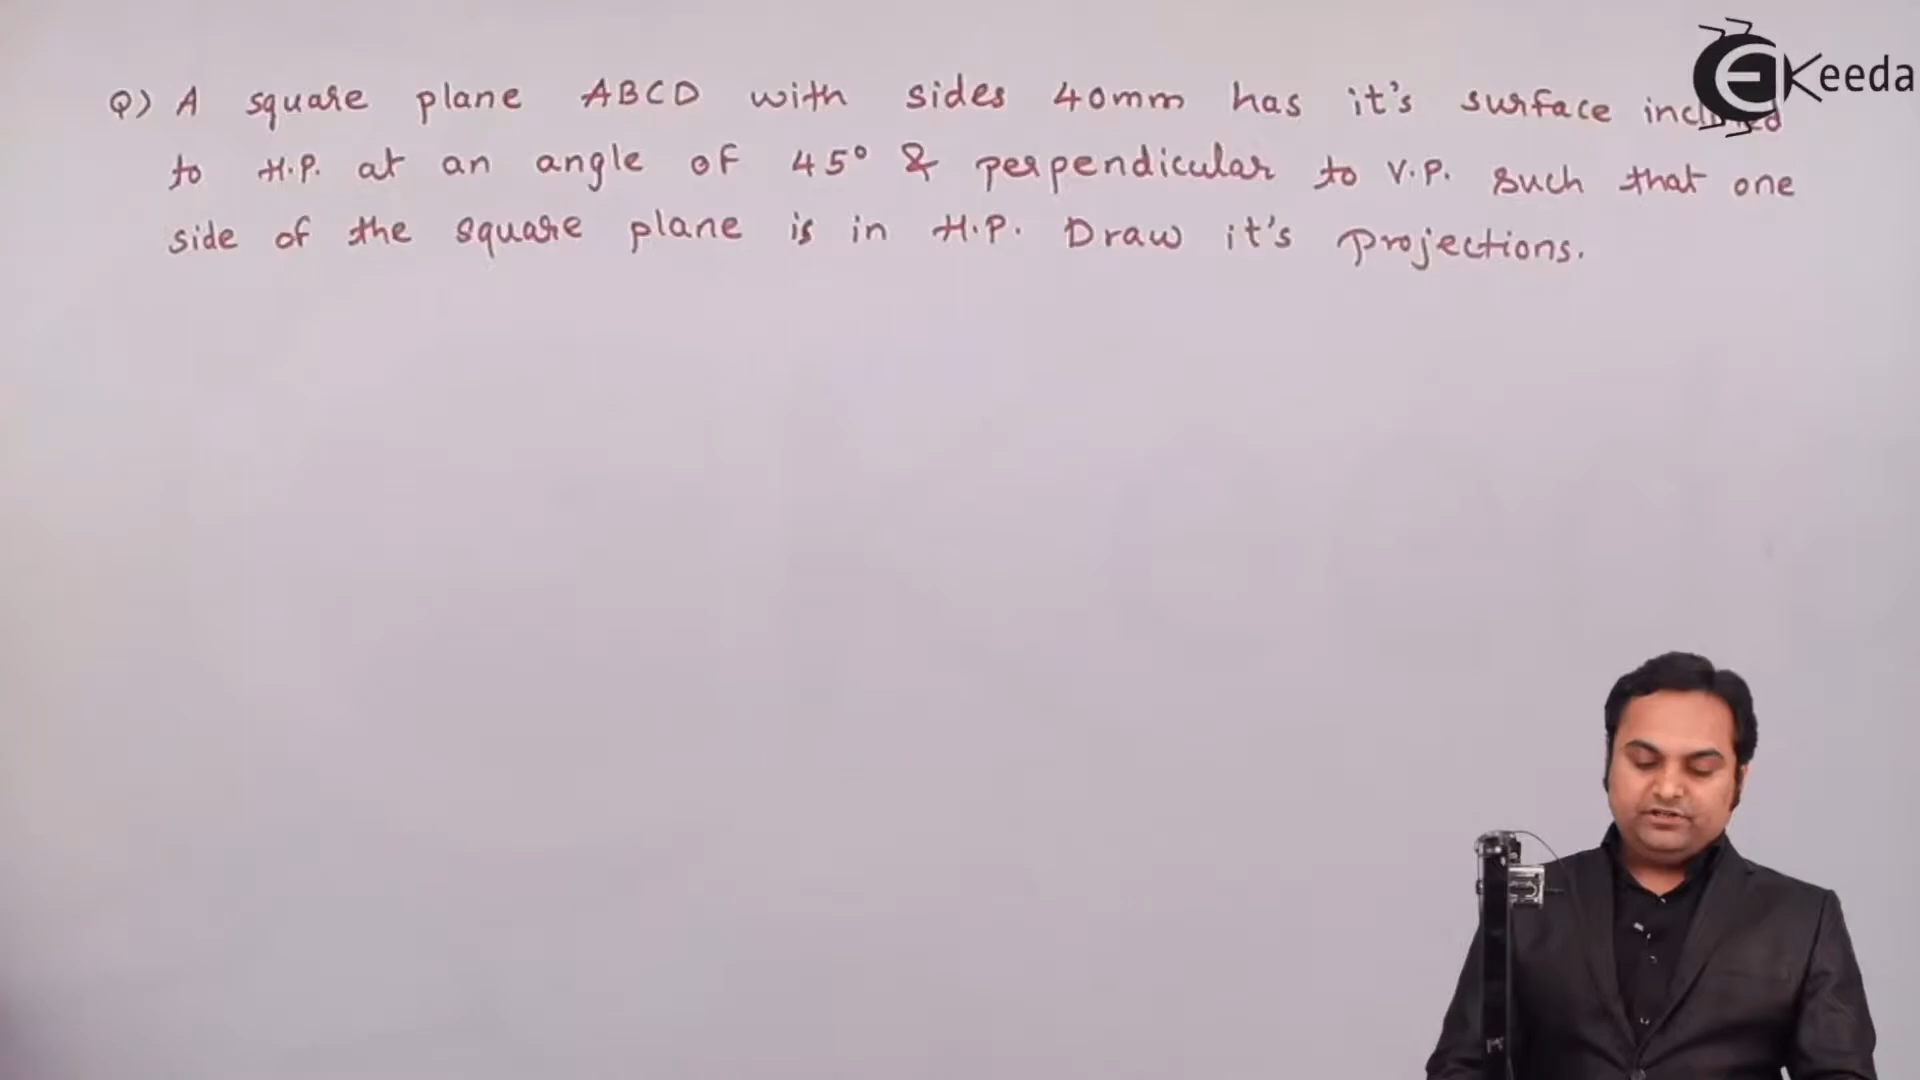 Keeda
Q) A square plane ABCD with sides 40mm has it's surface inclined
to H.P. at an angle of 45° & perpendicular to V.P. such that one
side of the square plane is in H.P. Draw it's Projections.